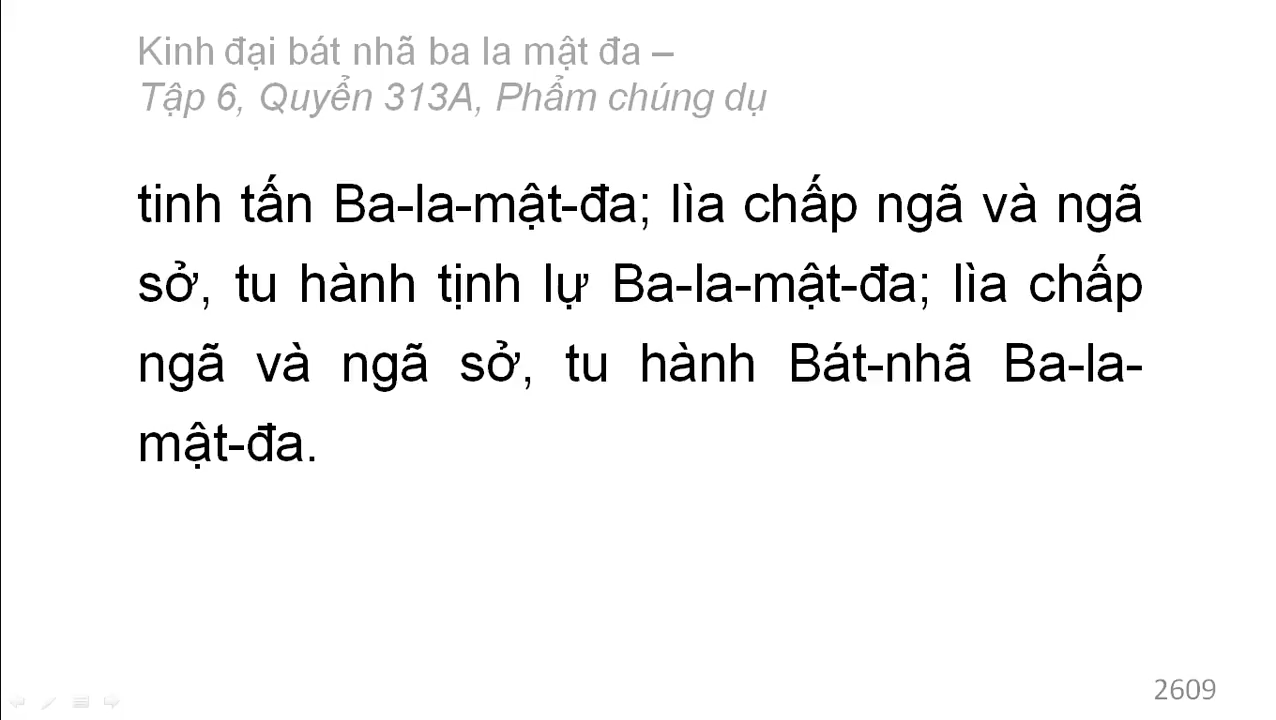 Kinh đại bát nhã ba la mật đa –
Tập 6, Quyển 313A, Phẩm chúng dụ
tinh tấn Ba-la-mật-đa; lìa chấp ngã và ngã
sở, tu hành tịnh lự Ba-la-mật-đa; lìa chấp
ngã và ngã sở, tu hành Bát-nhã Ba-la-
mật-đa.
2609